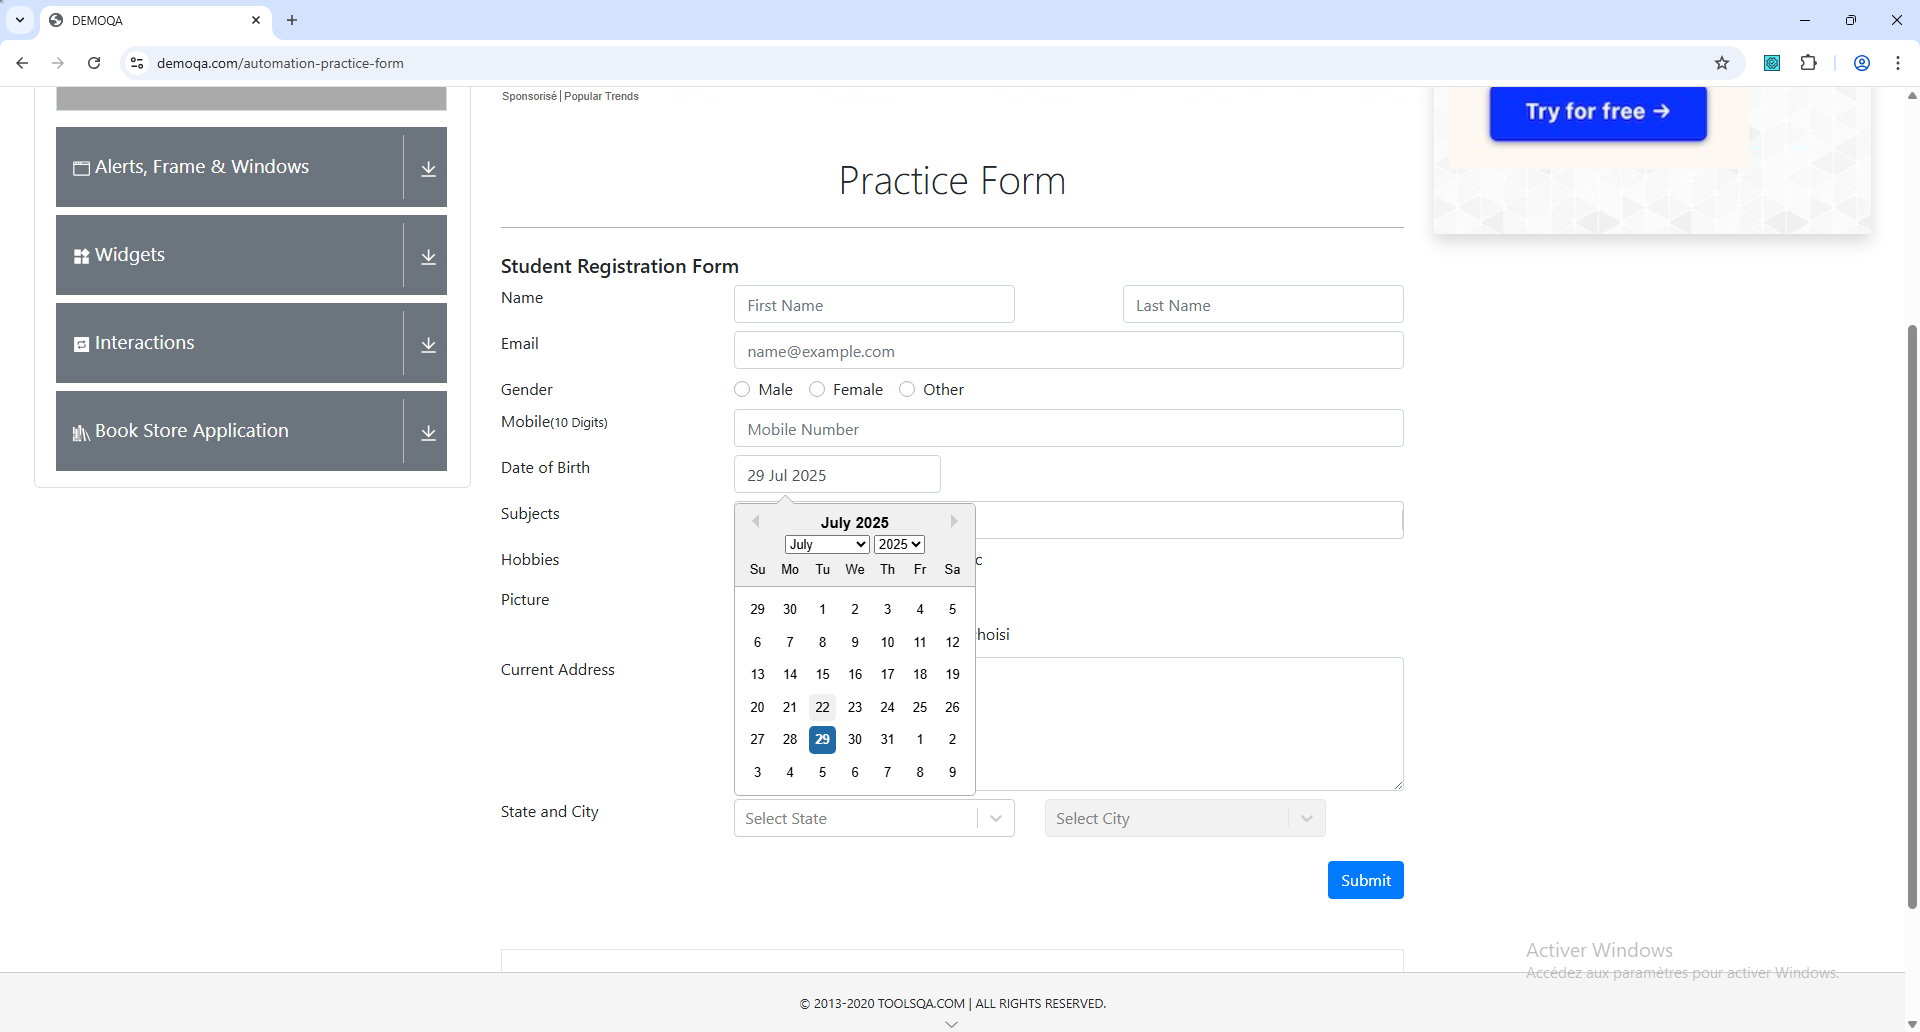 DEMOQA
demoqa.com/automation-practice-form
Sponsorisé | Popular Trends
Try for free →
Alerts, Frame & Windows
Widgets
Interactions
Book Store Application
Practice Form
Student Registration Form
Name
First Name
Last Name
Email
name@example.com
Gender
Male
Female
Other
Mobile(10 Digits)
Mobile Number
Date of Birth
29 Jul 2025
Subjects
July 2025
July
2025
Su Mo Tu We Th Fr Sa
29 30 1 2 3 4 5
6 7 8 9 10 11 12
13 14 15 16 17 18 19
20 21 22 23 24 25 26
27 28 29 30 31 1 2
3 4 5 6 7 8 9
Hobbies
c
Picture
hoisi
Current Address
State and City
Select State
Select City
Submit
Activer Windows
Accédez aux paramètres pour activer Windows.
© 2013-2020 TOOLSQA.COM | ALL RIGHTS RESERVED.